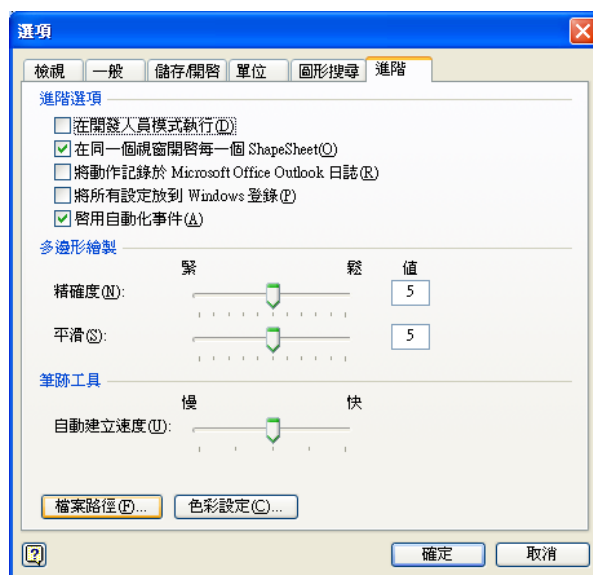 選項
檢視 一般 儲存/開啓 單位 圖形搜尋 進階
進階選項
在開發人員模式執行(D)
在同一個視窗開啓每一個 ShapeSheet(O)
將動作記錄於 Microsoft Office Outlook 日誌(R)
將所有設定放到 Windows 登錄(P)
啓用自動化事件(A)
多邊形繪製
緊 鬆 值
精確度(N): 5
平滑(S): 5
筆跡工具
慢 快
自動建立速度(U):
檔案路徑(F)... 色彩設定(C)...
確定 取消